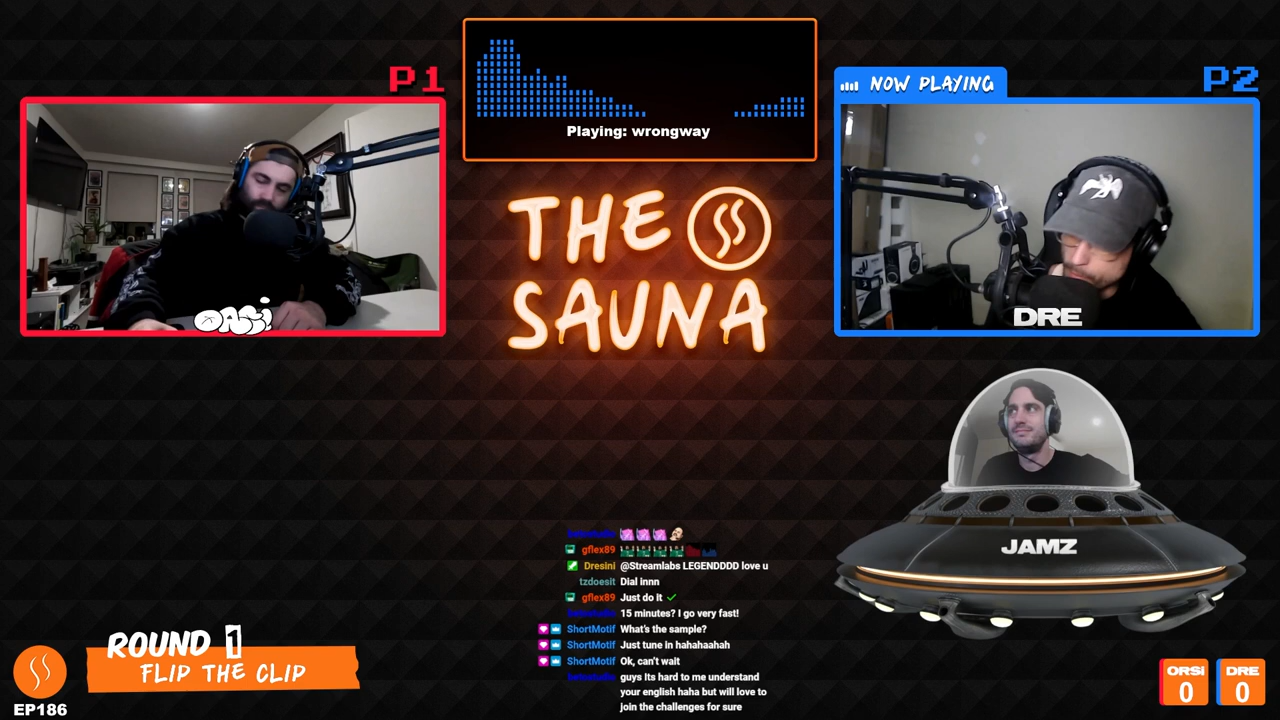 P1
Playing: wrongway
NOW PLAYING
P2
THE
SAUNA
ORSi
DRE
JAMZ
gflex89
Dresini @Streamlabs LEGENDDDD love u
tzdoesit Dial innn
gflex89 Just do it
15 minutes? I go very fast!
ShortMotif What's the sample?
ShortMotif Just tune in hahahaahah
ShortMotif Ok, can't wait
guys Its hard to me understand
your english haha but will love to
join the challenges for sure
ROUND 1
FLIP THE CLIP
EP186
ORSI
0
DRE
0